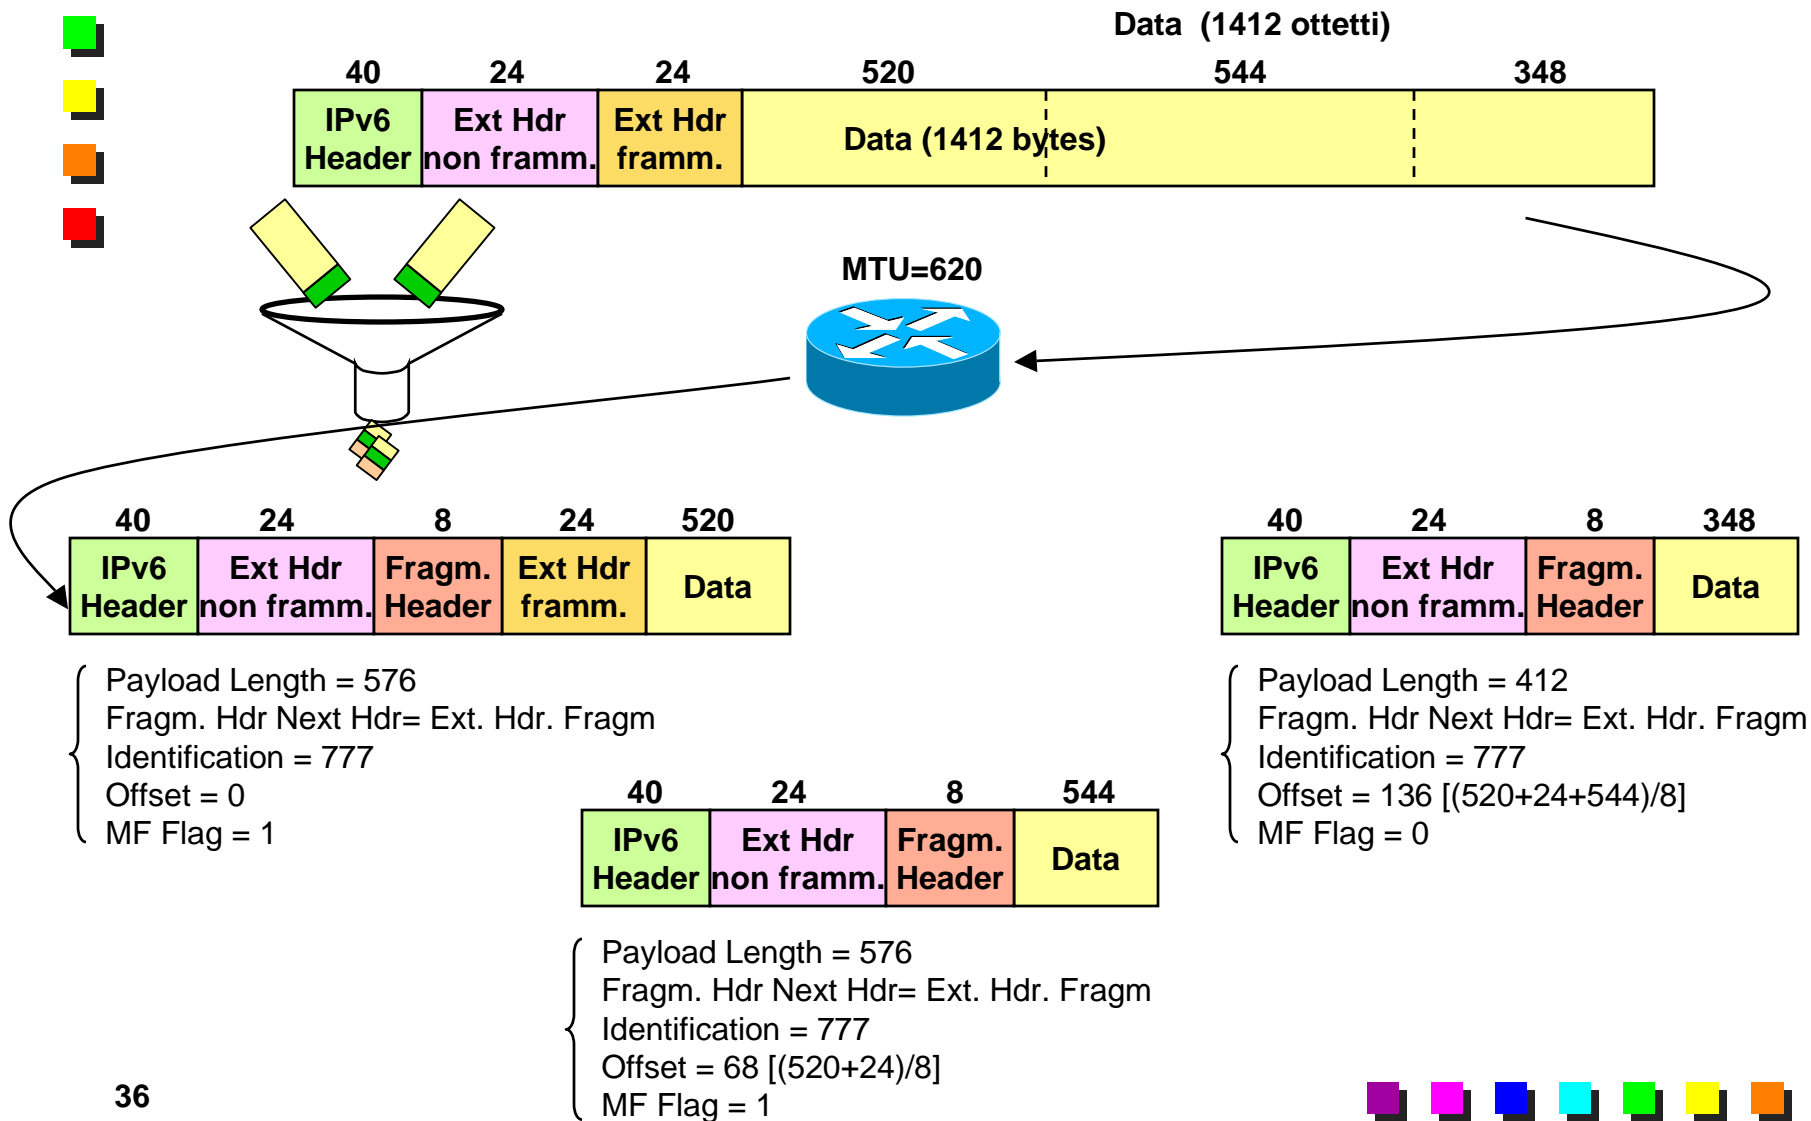 Data (1412 ottetti)
40 24 24 520 544 348
IPv6 Header
Ext Hdr non framm.
Ext Hdr framm.
Data (1412 bytes)
MTU=620
40 24 8 24 520
IPv6 Header
Ext Hdr non framm.
Fragm. Header
Ext Hdr framm.
Data
Payload Length = 576
Fragm. Hdr Next Hdr= Ext. Hdr. Fragm
Identification = 777
Offset = 0
MF Flag = 1
40 24 8 544
IPv6 Header
Ext Hdr non framm.
Fragm. Header
Data
Payload Length = 576
Fragm. Hdr Next Hdr= Ext. Hdr. Fragm
Identification = 777
Offset = 68 [(520+24)/8]
MF Flag = 1
40 24 8 348
IPv6 Header
Ext Hdr non framm.
Fragm. Header
Data
Payload Length = 412
Fragm. Hdr Next Hdr= Ext. Hdr. Fragm
Identification = 777
Offset = 136 [(520+24+544)/8]
MF Flag = 0
36